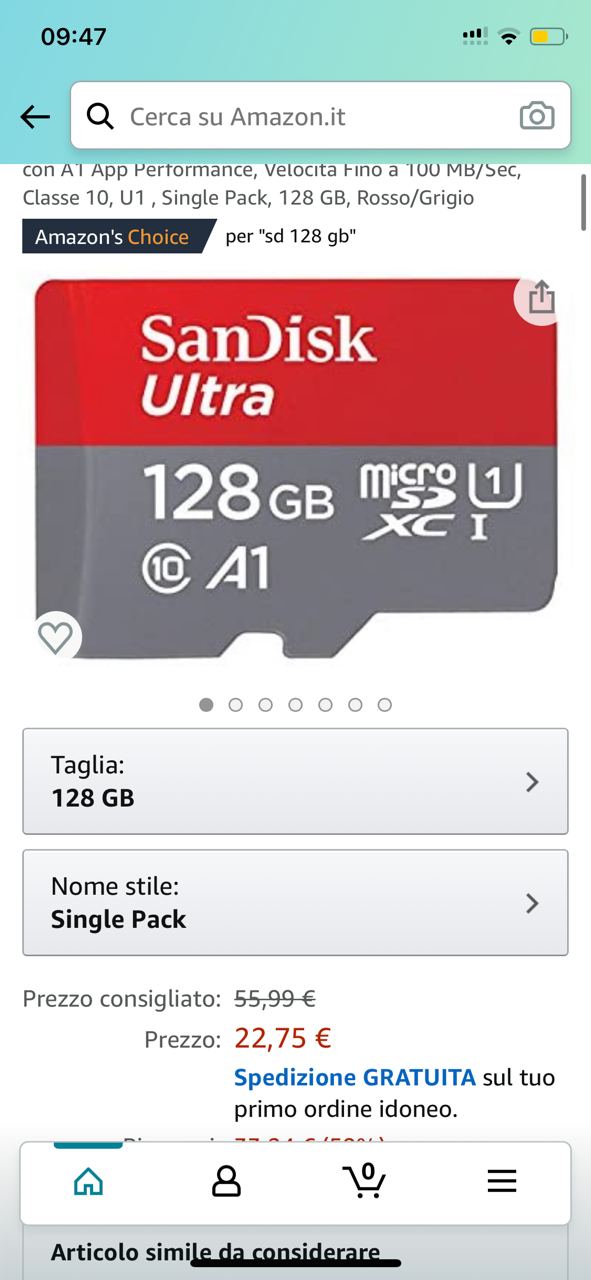 09:47
Cerca su Amazon.it
con A1 App Performance, Velocità Fino a 100 MB/Sec,
Classe 10, U1 , Single Pack, 128 GB, Rosso/Grigio
Amazon's Choice per "sd 128 gb"
SanDisk
Ultra
128 GB micro SD XC I U1
10 A1
Taglia:
128 GB
Nome stile:
Single Pack
Prezzo consigliato: 55,99 €
Prezzo: 22,75 €
Spedizione GRATUITA sul tuo
primo ordine idoneo.
0
Articolo simile da considerare